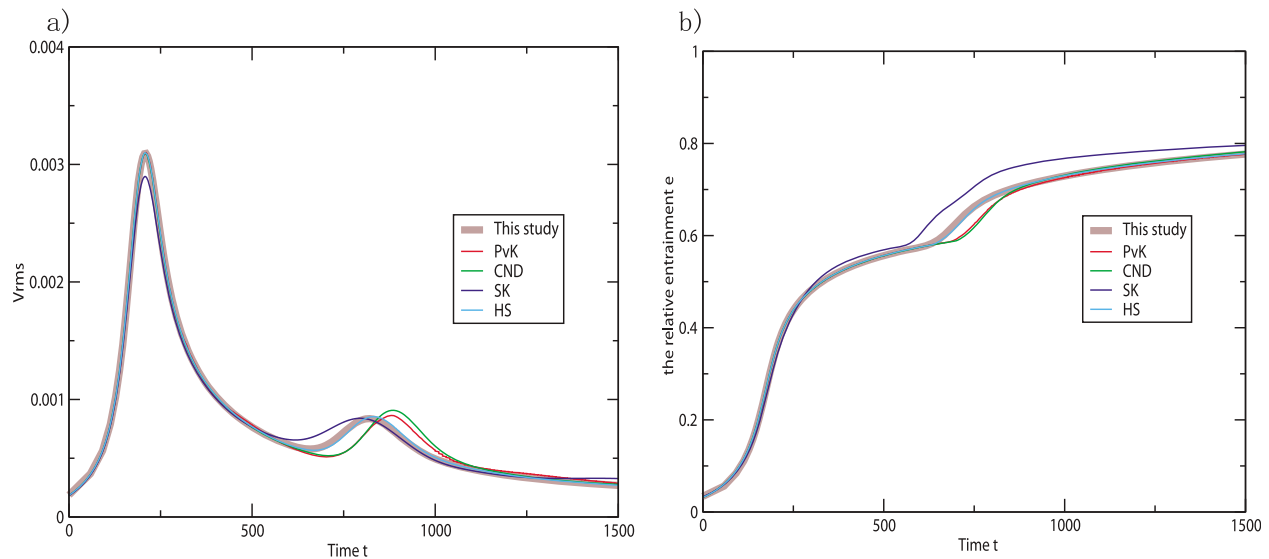 a)
0.004
0.003
0.002
0.001
0
Vrms
0
500
1000
1500
Time t
This study
PvK
CND
SK
HS
b)
1
0.8
0.6
0.4
0.2
0
the relative entrainment e
0
500
1000
1500
Time t
This study
PvK
CND
SK
HS